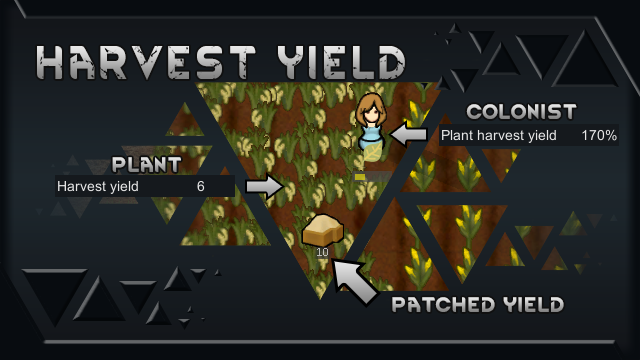 HARVEST YIELD
COLONIST
Plant harvest yield 170%
PLANT
Harvest yield 6
10
PATCHED YIELD